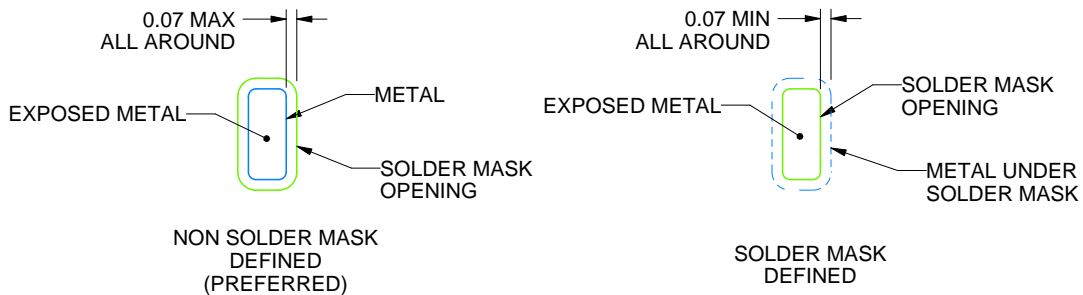 0.07 MAX
ALL AROUND
EXPOSED METAL
METAL
SOLDER MASK
OPENING
NON SOLDER MASK
DEFINED
(PREFERRED)
0.07 MIN
ALL AROUND
EXPOSED METAL
SOLDER MASK
OPENING
METAL UNDER
SOLDER MASK
SOLDER MASK
DEFINED